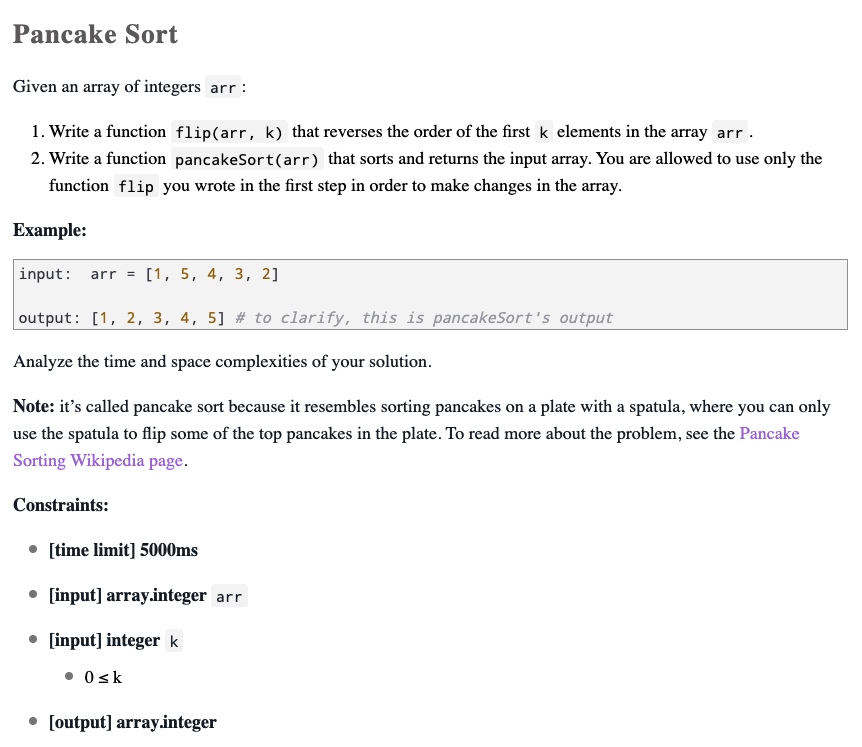 Pancake Sort
Given an array of integers arr :
1. Write a function flip(arr, k) that reverses the order of the first k elements in the array arr .
2. Write a function pancakeSort(arr) that sorts and returns the input array. You are allowed to use only the
function flip you wrote in the first step in order to make changes in the array.
Example:
input:  arr = [1, 5, 4, 3, 2]
output: [1, 2, 3, 4, 5] # to clarify, this is pancakeSort's output
Analyze the time and space complexities of your solution.
Note: it’s called pancake sort because it resembles sorting pancakes on a plate with a spatula, where you can only
use the spatula to flip some of the top pancakes in the plate. To read more about the problem, see the Pancake
Sorting Wikipedia page.
Constraints:
[time limit] 5000ms
[input] array.integer arr
[input] integer k
0 ≤ k
[output] array.integer